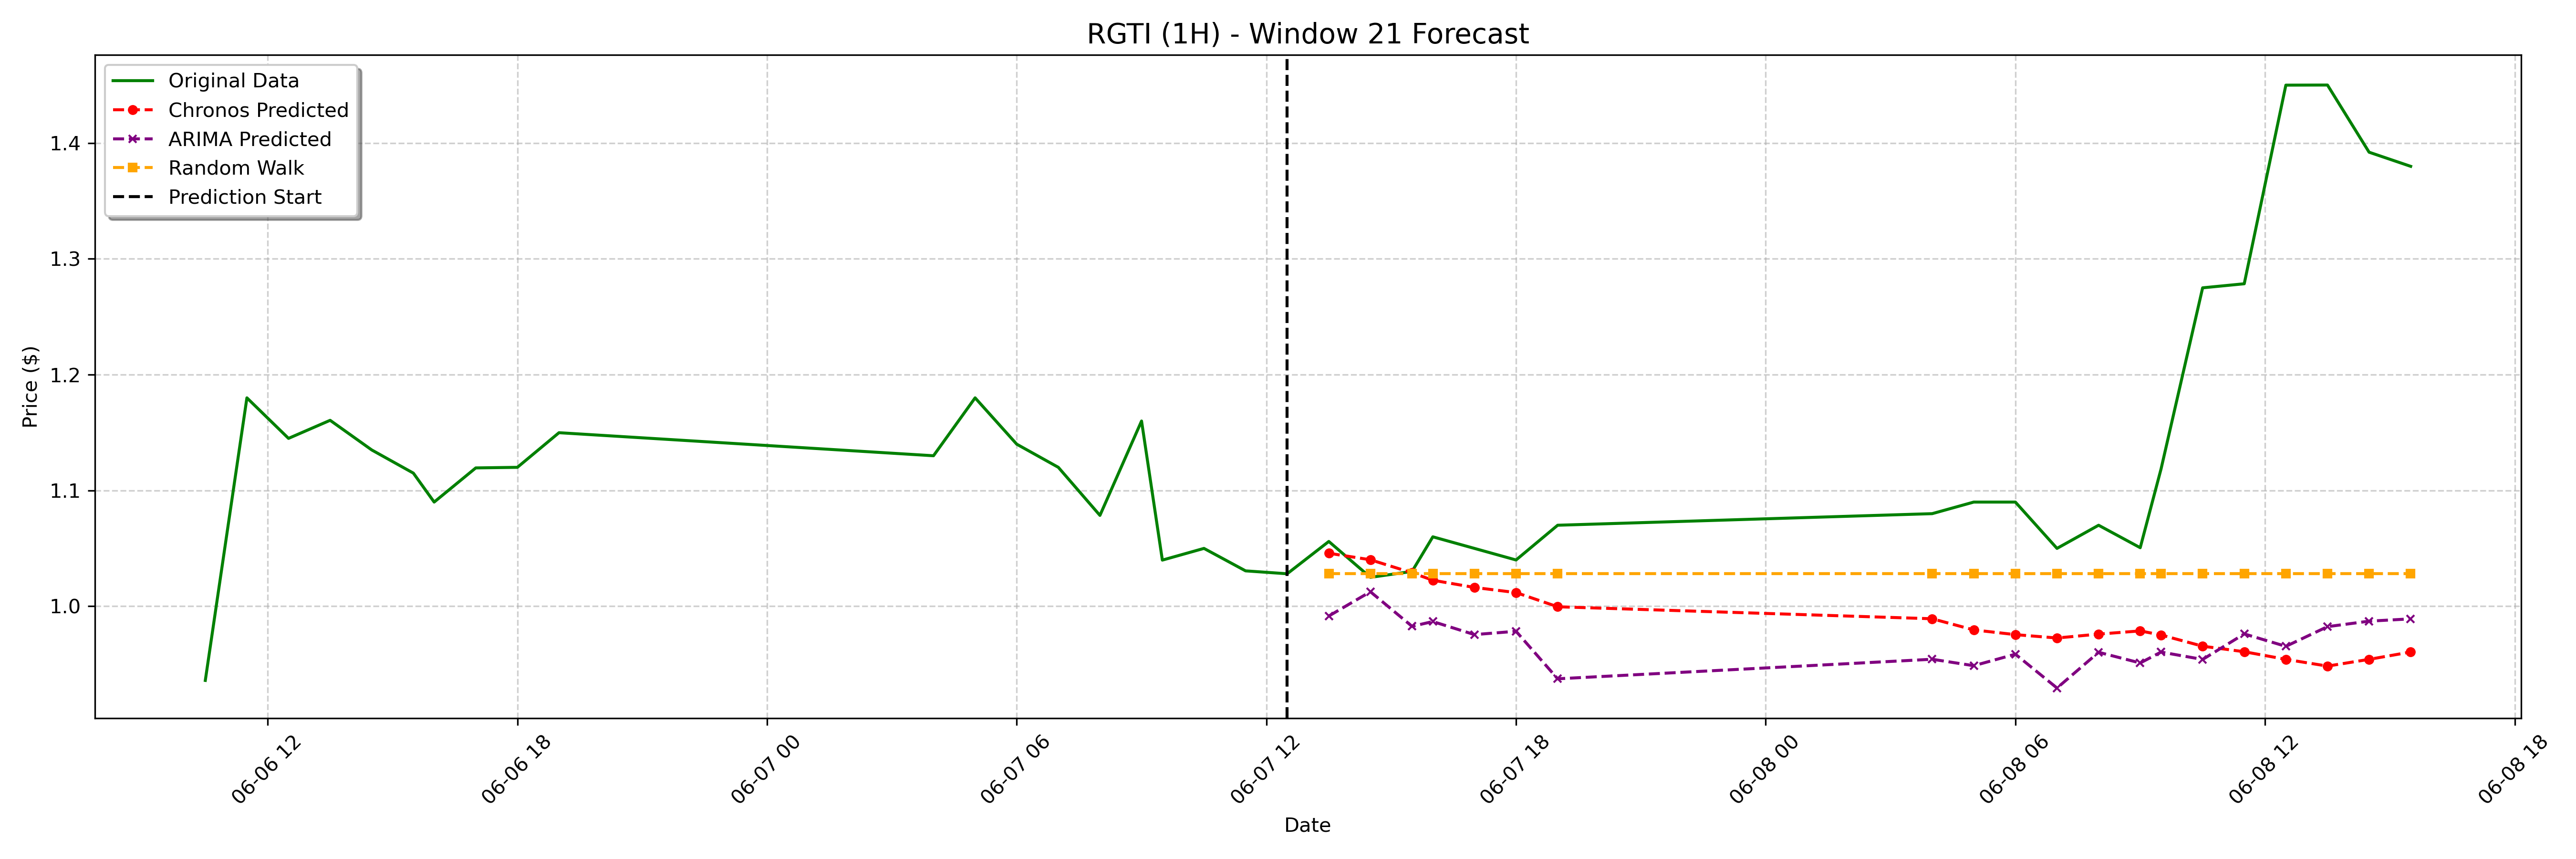 RGTI (1H) - Window 21 Forecast
Original Data
Chronos Predicted
ARIMA Predicted
Random Walk
Prediction Start
Price ($)
1.4
1.3
1.2
1.1
1.0
06-06 12
06-06 18
06-07 00
06-07 06
06-07 12
06-07 18
06-08 00
06-08 06
06-08 12
06-08 18
Date